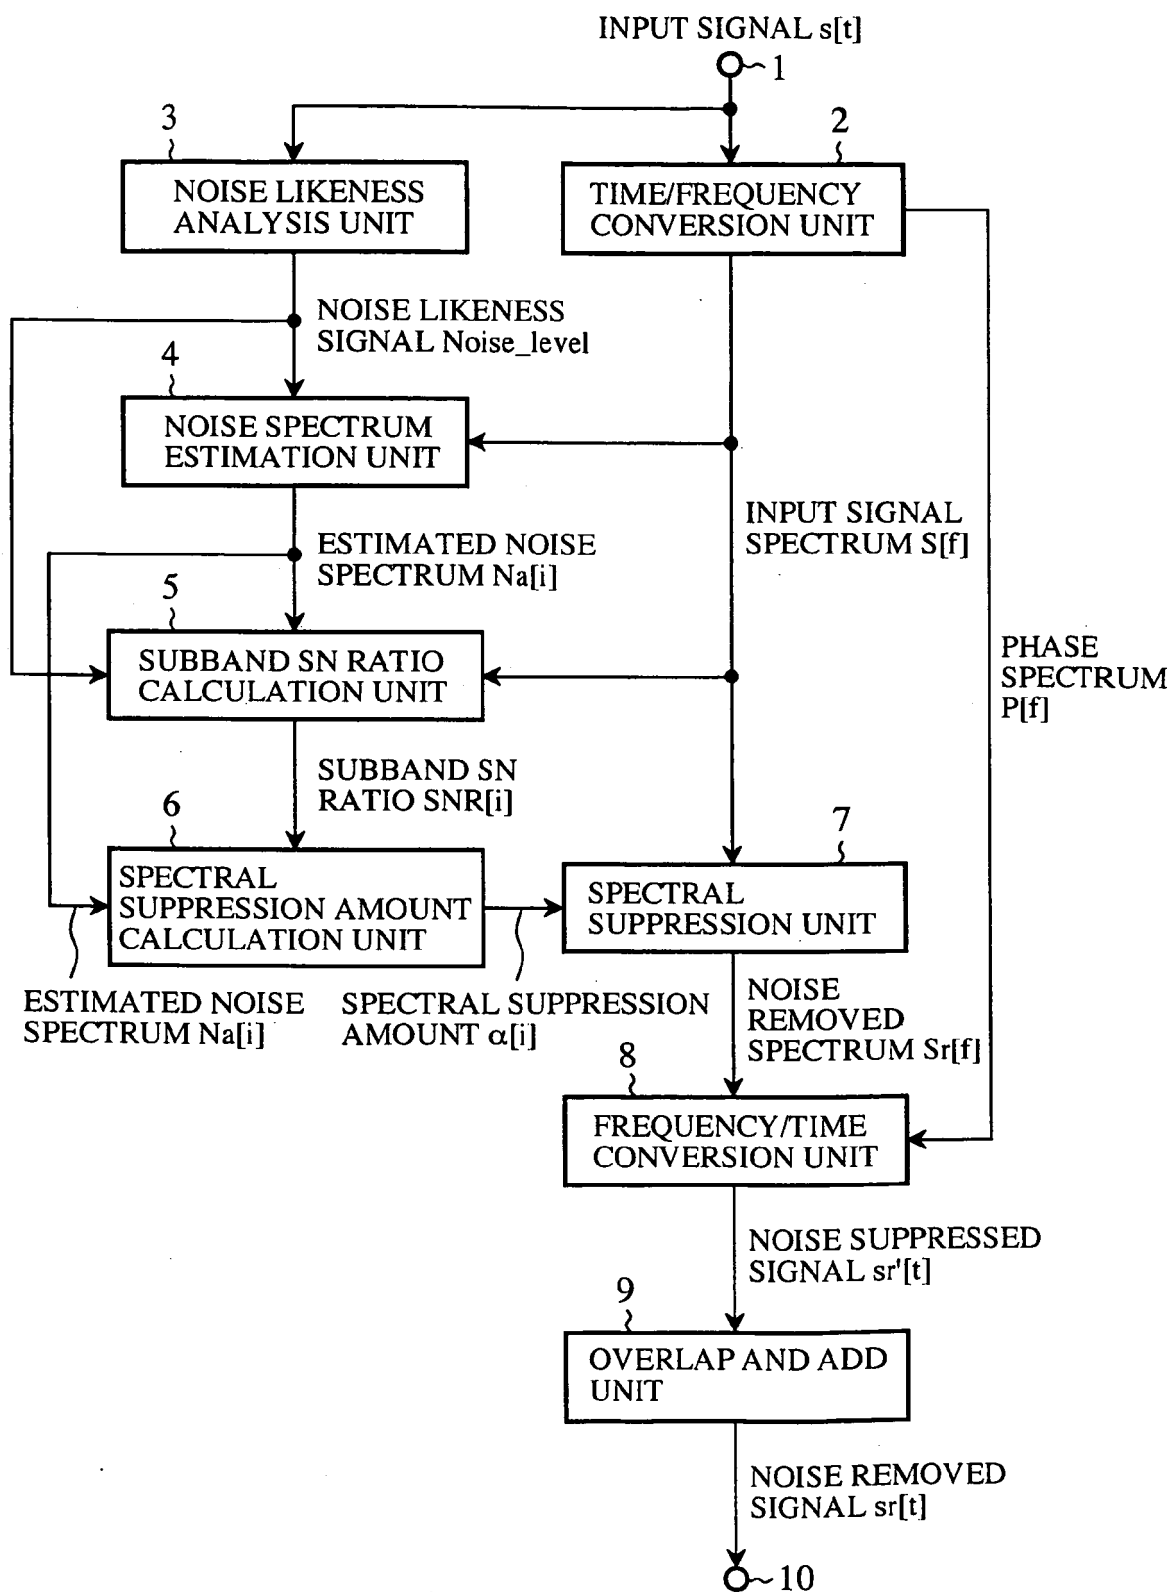 INPUT SIGNAL s[t]
1
3
2
NOISE LIKENESS
ANALYSIS UNIT
TIME/FREQUENCY
CONVERSION UNIT
NOISE LIKENESS
SIGNAL Noise_level
4
NOISE SPECTRUM
ESTIMATION UNIT
INPUT SIGNAL
SPECTRUM S[f]
ESTIMATED NOISE
SPECTRUM Na[i]
5
SUBBAND SN RATIO
CALCULATION UNIT
PHASE
SPECTRUM
P[f]
SUBBAND SN
RATIO SNR[i]
6
7
SPECTRAL
SUPPRESSION AMOUNT
CALCULATION UNIT
SPECTRAL
SUPPRESSION UNIT
ESTIMATED NOISE
SPECTRUM Na[i]
SPECTRAL SUPPRESSION
AMOUNT α[i]
NOISE
REMOVED
SPECTRUM Sr[f]
8
FREQUENCY/TIME
CONVERSION UNIT
NOISE SUPPRESSED
SIGNAL sr'[t]
9
OVERLAP AND ADD
UNIT
NOISE REMOVED
SIGNAL sr[t]
10